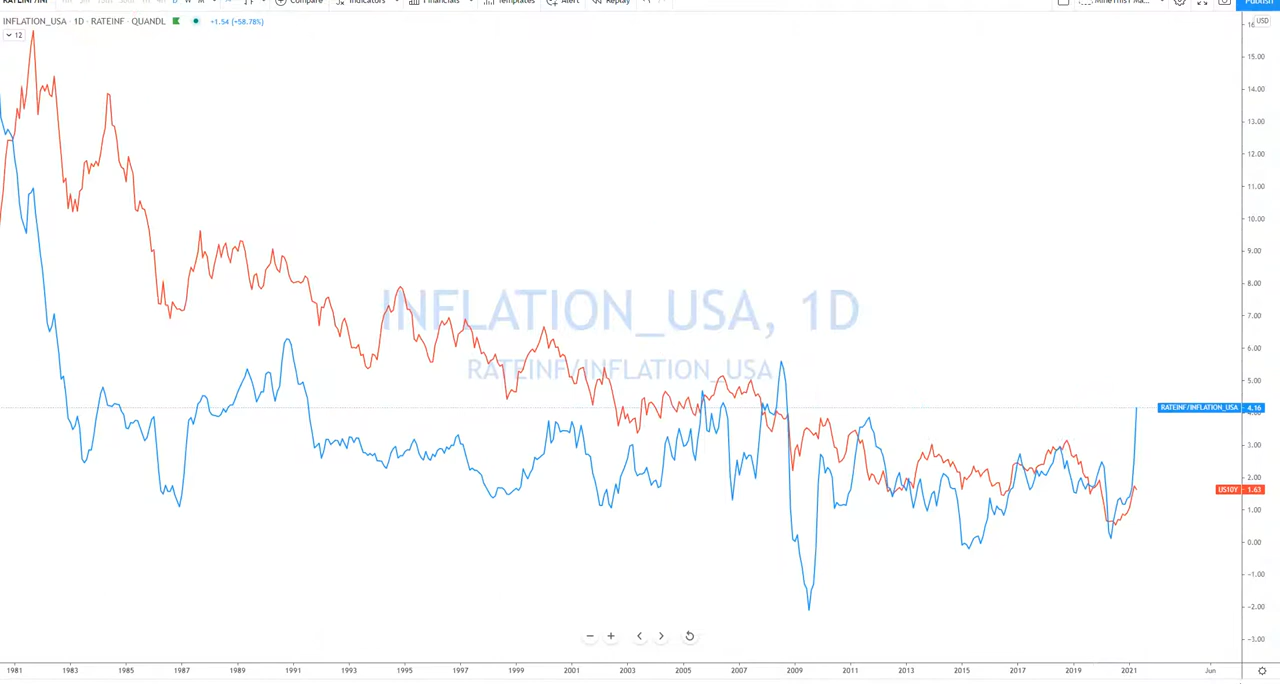 Compare
Indicators
Financials
Templates
Alert
Replay
Publish
INFLATION_USA · 1D · RATEINF · QUANDL
+1.54 (+58.78%)
12
USD
15.00
14.00
13.00
12.00
11.00
10.00
9.00
8.00
7.00
6.00
5.00
RATEINF/INFLATION_USA 4.16
3.00
2.00
US10Y 1.63
1.00
0.00
−1.00
−2.00
−3.00
INFLATION_USA, 1D
RATEINF/INFLATION_USA
1981 1983 1985 1987 1989 1991 1993 1995 1997 1999 2001 2003 2005 2007 2009 2011 2013 2015 2017 2019 2021 Jun